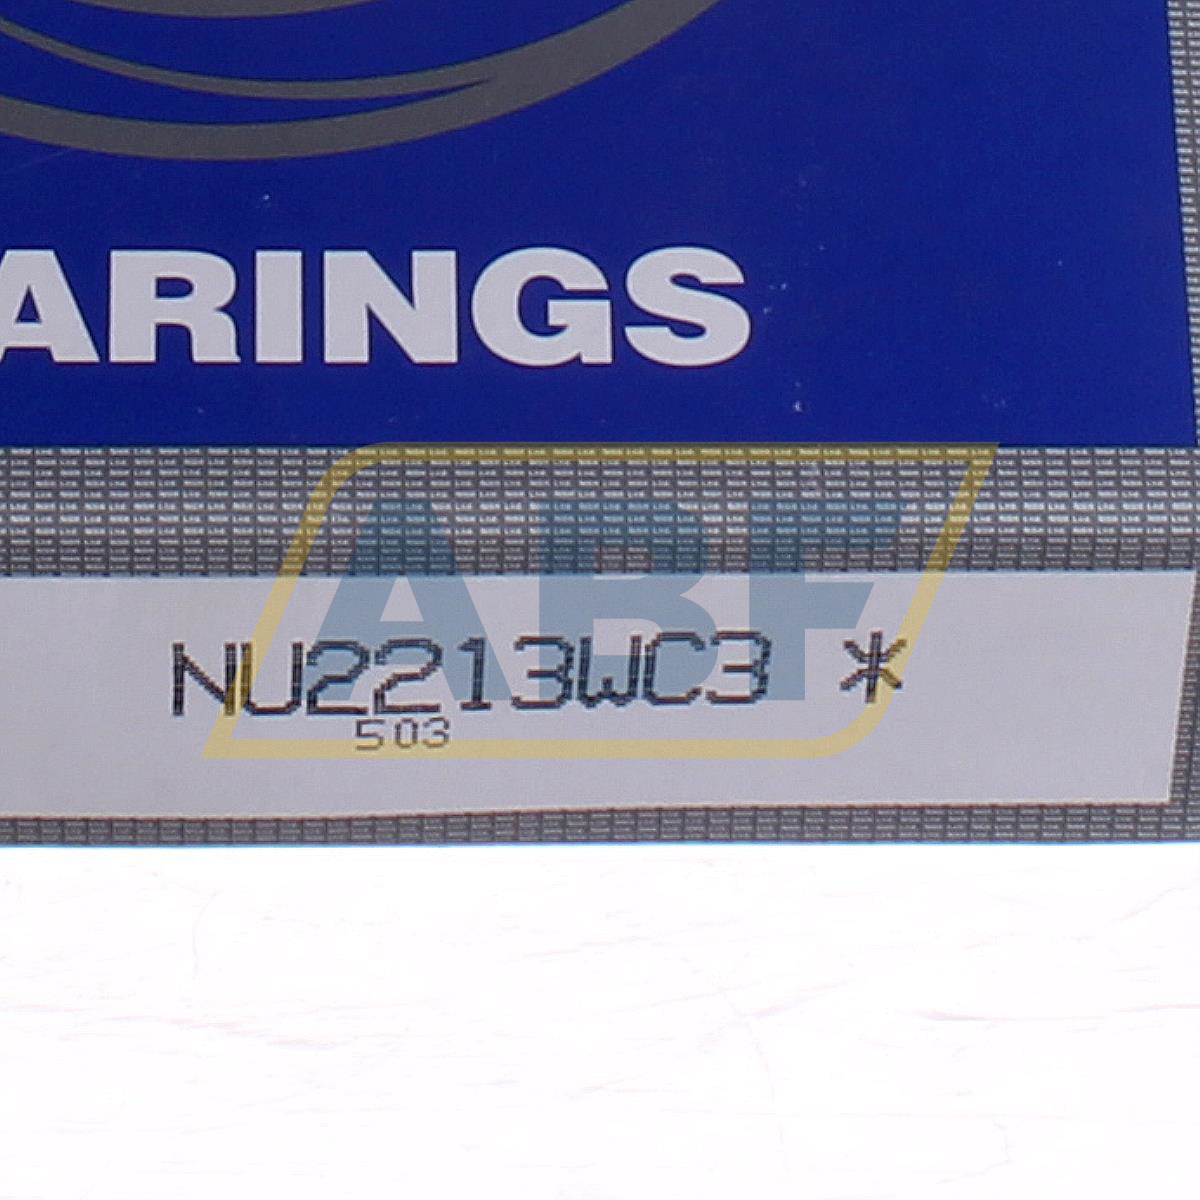 ARINGS
ABF
NU2213WC3 *
503